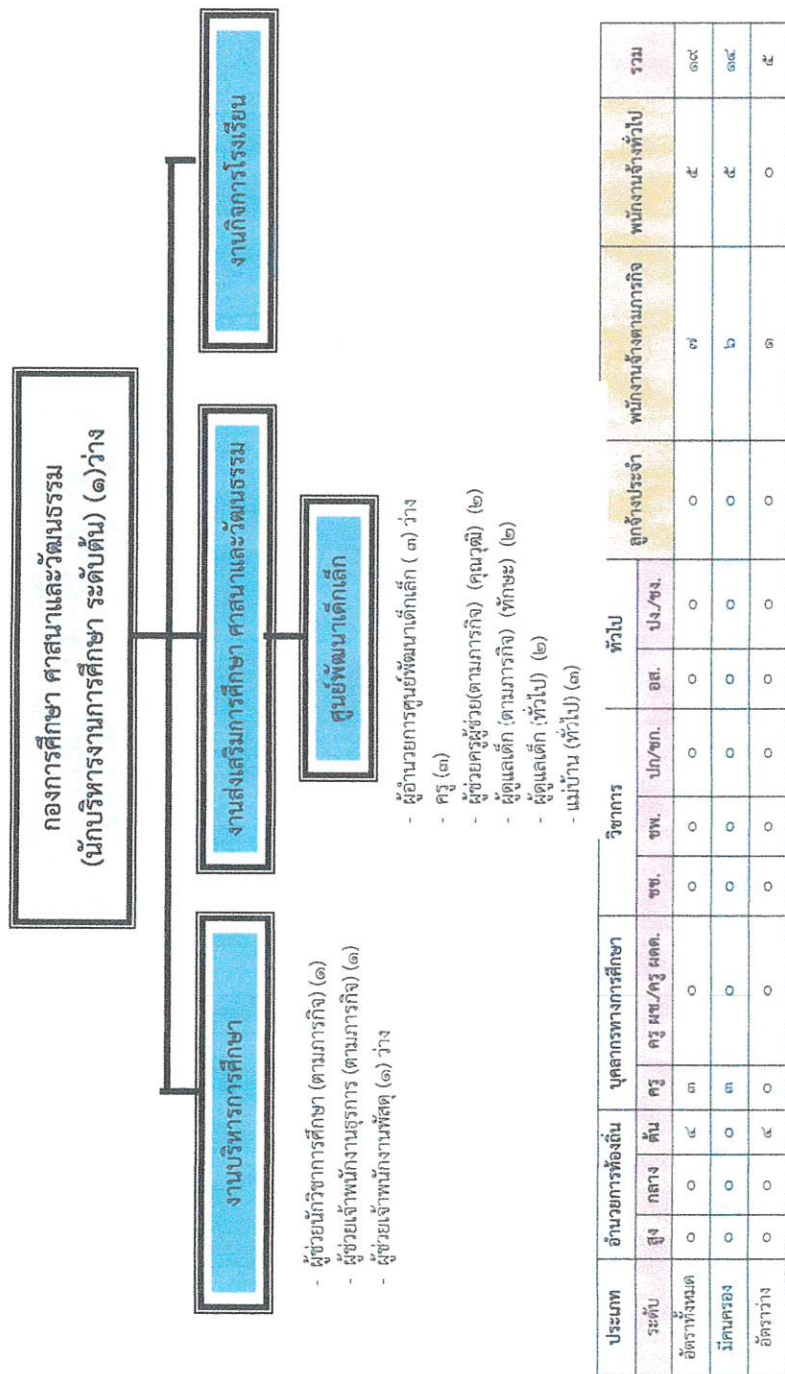 กองการศึกษา ศาสนาและวัฒนธรรม
(นักบริหารงานการศึกษา ระดับต้น) (๑)ว่าง
งานบริหารการศึกษา
งานส่งเสริมการศึกษา ศาสนาและวัฒนธรรม
งานกิจการโรงเรียน
- ผู้ช่วยนักวิชาการศึกษา (ตามภารกิจ) (๑)
- ผู้ช่วยเจ้าพนักงานธุรการ (ตามภารกิจ) (๑)
- ผู้ช่วยเจ้าพนักงานพัสดุ (๑) ว่าง
ศูนย์พัฒนาเด็กเล็ก
- ผู้อำนวยการศูนย์พัฒนาเด็กเล็ก ( ๓) ว่าง
- ครู (๓)
- ผู้ช่วยครูผู้ช่วย(ตามภารกิจ) (คุณวุฒิ) (๒)
- ผู้ดูแลเด็ก (ตามภารกิจ) (ทักษะ) (๒)
- ผู้ดูแลเด็ก (ทั่วไป) (๒)
- แม่บ้าน (ทั่วไป) (๓)
ประเภท อำนวยการท้องถิ่น บุคลากรทางการศึกษา วิชาการ ทั่วไป ลูกจ้างประจำ พนักงานจ้างตามภารกิจ พนักงานจ้างทั่วไป รวม
ระดับ สูง กลาง ต้น ครู ครู ผช./ครู ผดด. ชช. ชพ. ปก/ชก. อส. ปง./ชง.
อัตราทั้งหมด ๐ ๐ ๔ ๓ ๐ ๐ ๐ ๐ ๐ ๐ ๐ ๗ ๕ ๑๙
มีคนครอง ๐ ๐ ๐ ๓ ๐ ๐ ๐ ๐ ๐ ๐ ๐ ๖ ๕ ๑๔
อัตราว่าง ๐ ๐ ๔ ๐ ๐ ๐ ๐ ๐ ๐ ๐ ๐ ๑ ๐ ๕